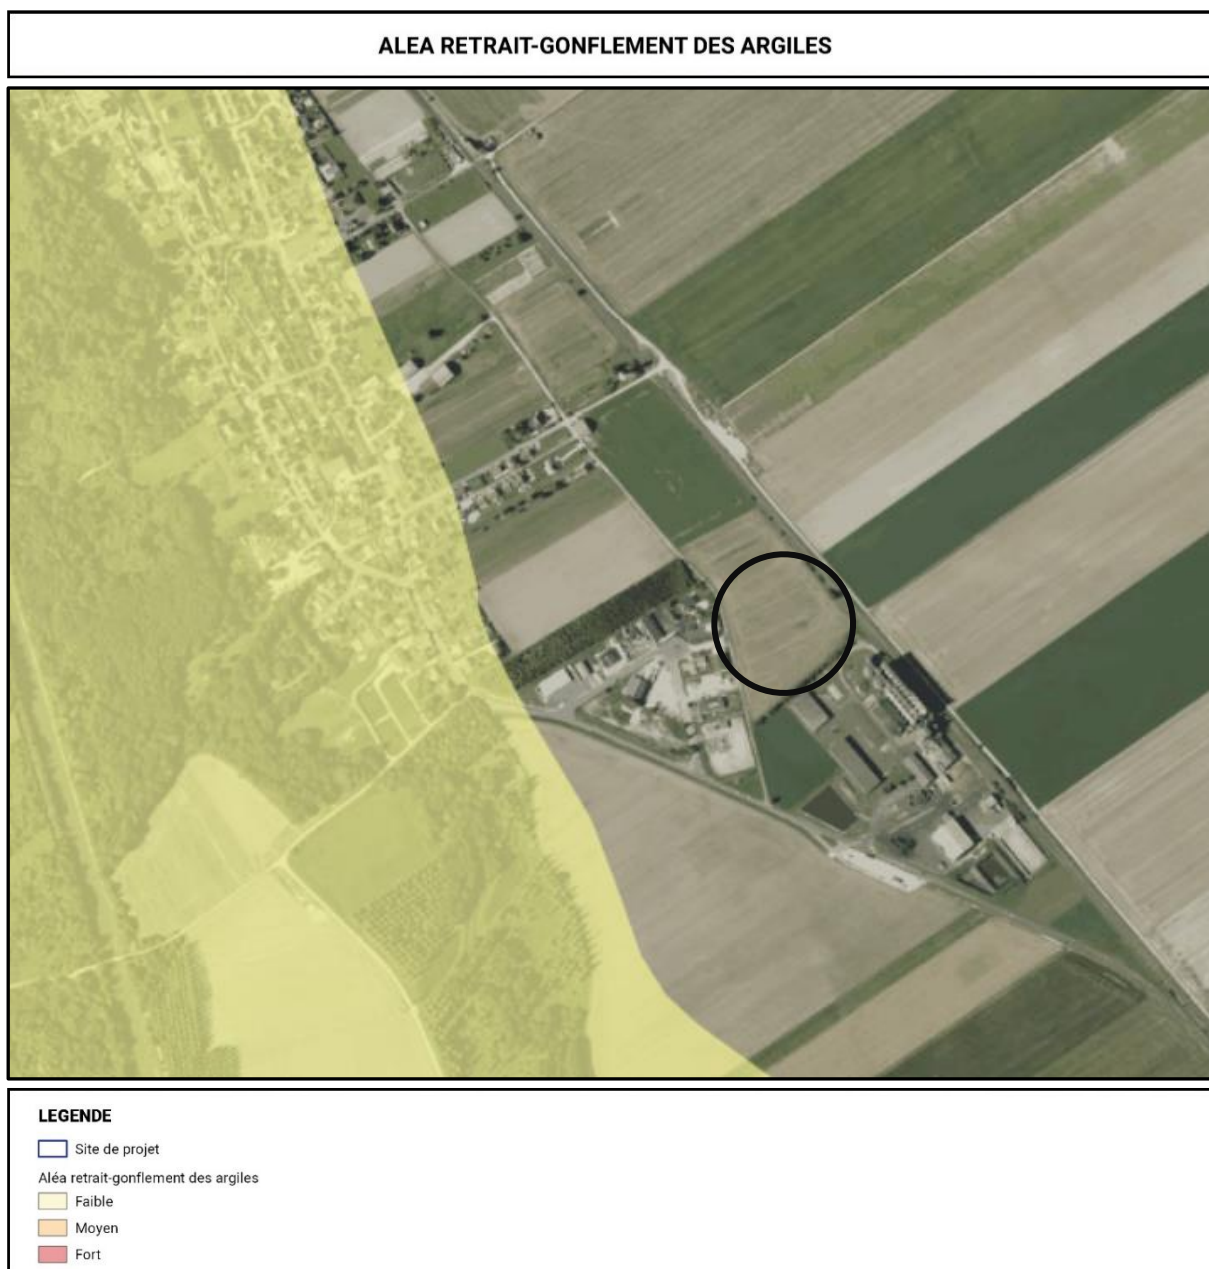 ALEA RETRAIT-GONFLEMENT DES ARGILES
LEGENDE
Site de projet
Aléa retrait-gonflement des argiles
Faible
Moyen
Fort